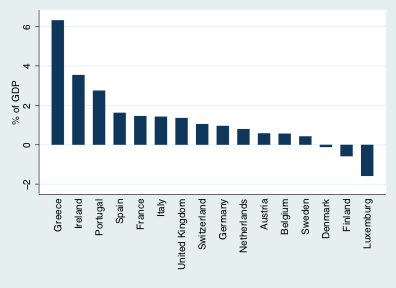 % of GDP
6
4
2
0
−2
Greece
Ireland
Portugal
Spain
France
Italy
United Kingdom
Switzerland
Germany
Netherlands
Austria
Belgium
Sweden
Denmark
Finland
Luxemburg